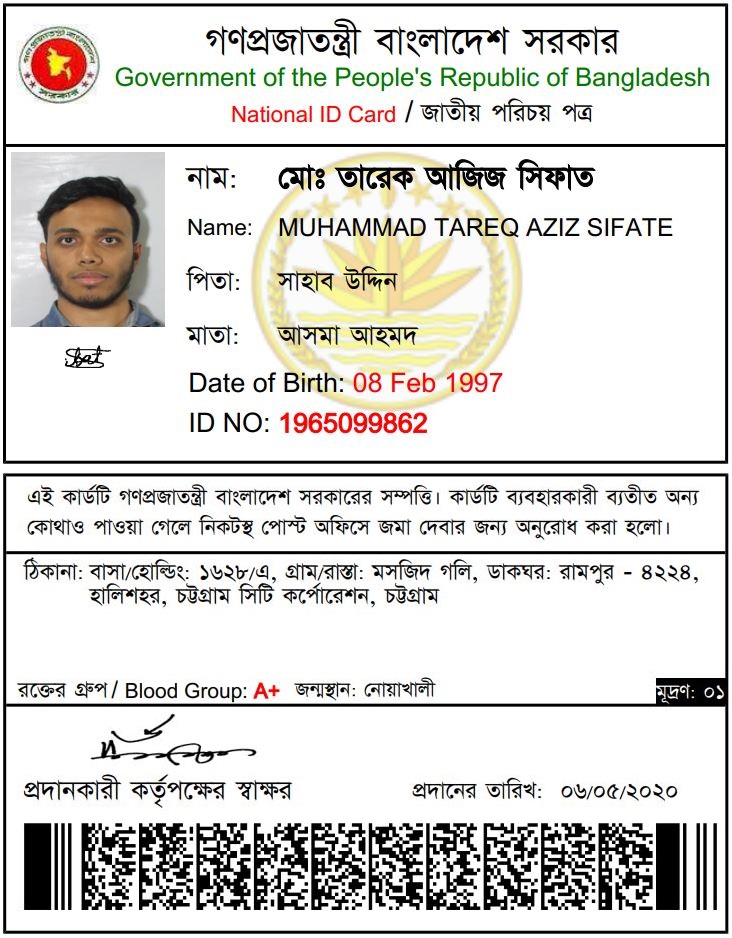 গণপ্রজাতন্ত্রী বাংলাদেশ সরকার
Government of the People's Republic of Bangladesh
National ID Card / জাতীয় পরিচয় পত্র
নাম: মোঃ তারেক আজিজ সিফাত
Name: MUHAMMAD TAREQ AZIZ SIFATE
পিতা: সাহাব উদ্দিন
মাতা: আসমা আহমদ
Date of Birth: 08 Feb 1997
ID NO: 1965099862
এই কার্ডটি গণপ্রজাতন্ত্রী বাংলাদেশ সরকারের সম্পত্তি। কার্ডটি ব্যবহারকারী ব্যতীত অন্য
কোথাও পাওয়া গেলে নিকটস্থ পোস্ট অফিসে জমা দেবার জন্য অনুরোধ করা হলো।
ঠিকানা: বাসা/হোল্ডিং: ১৬২৮/এ, গ্রাম/রাস্তা: মসজিদ গলি, ডাকঘর: রামপুর - ৪২২৪,
হালিশহর, চট্টগ্রাম সিটি কর্পোরেশন, চট্টগ্রাম
রক্তের গ্রুপ / Blood Group: A+ জন্মস্থান: নোয়াখালী
মূদ্রণ: ০১
প্রদানকারী কর্তৃপক্ষের স্বাক্ষর
প্রদানের তারিখ: ০৬/০৫/২০২০